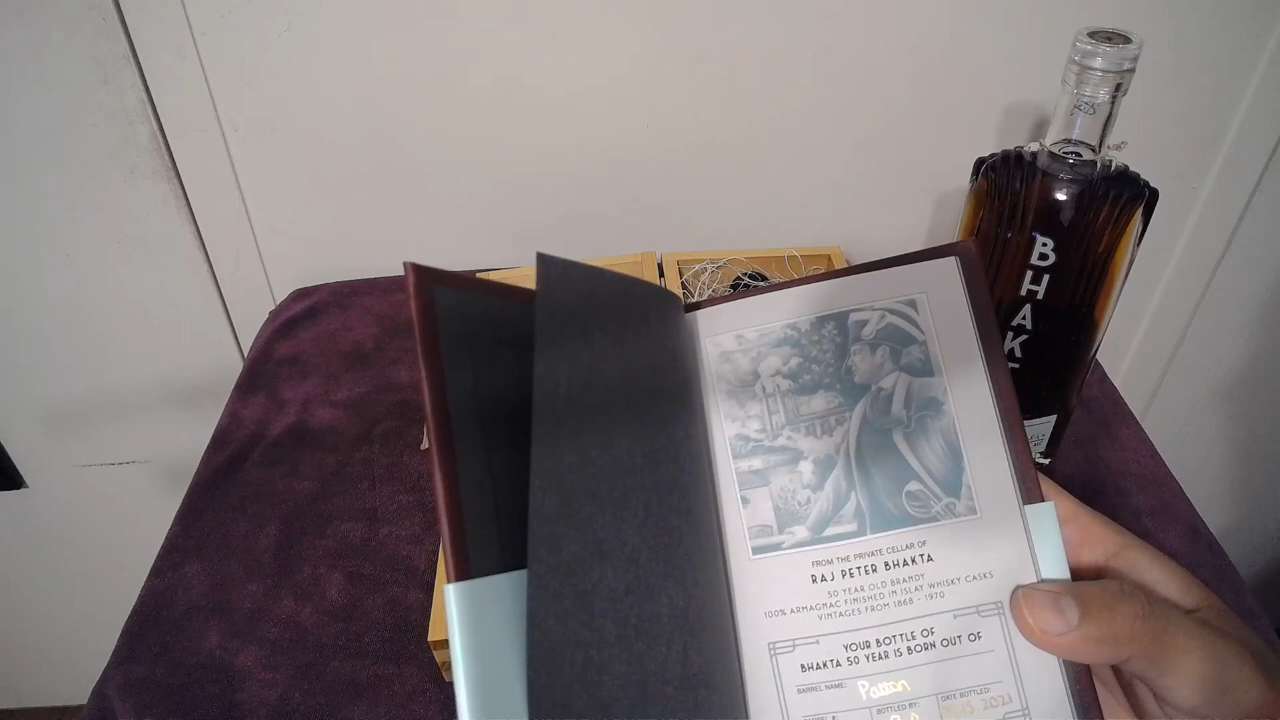 BHAK
FROM THE PRIVATE CELLAR OF
RAJ PETER BHAKTA
50 YEAR OLD BRANDY
100% ARMAGNAC FINISHED IN ISLAY WHISKY CASKS
VINTAGES FROM 1868 - 1970
YOUR BOTTLE OF
BHAKTA 50 YEAR IS BORN OUT OF
BARREL NAME: Patton
BARREL #: BOTTLED BY: DATE BOTTLED:
2021